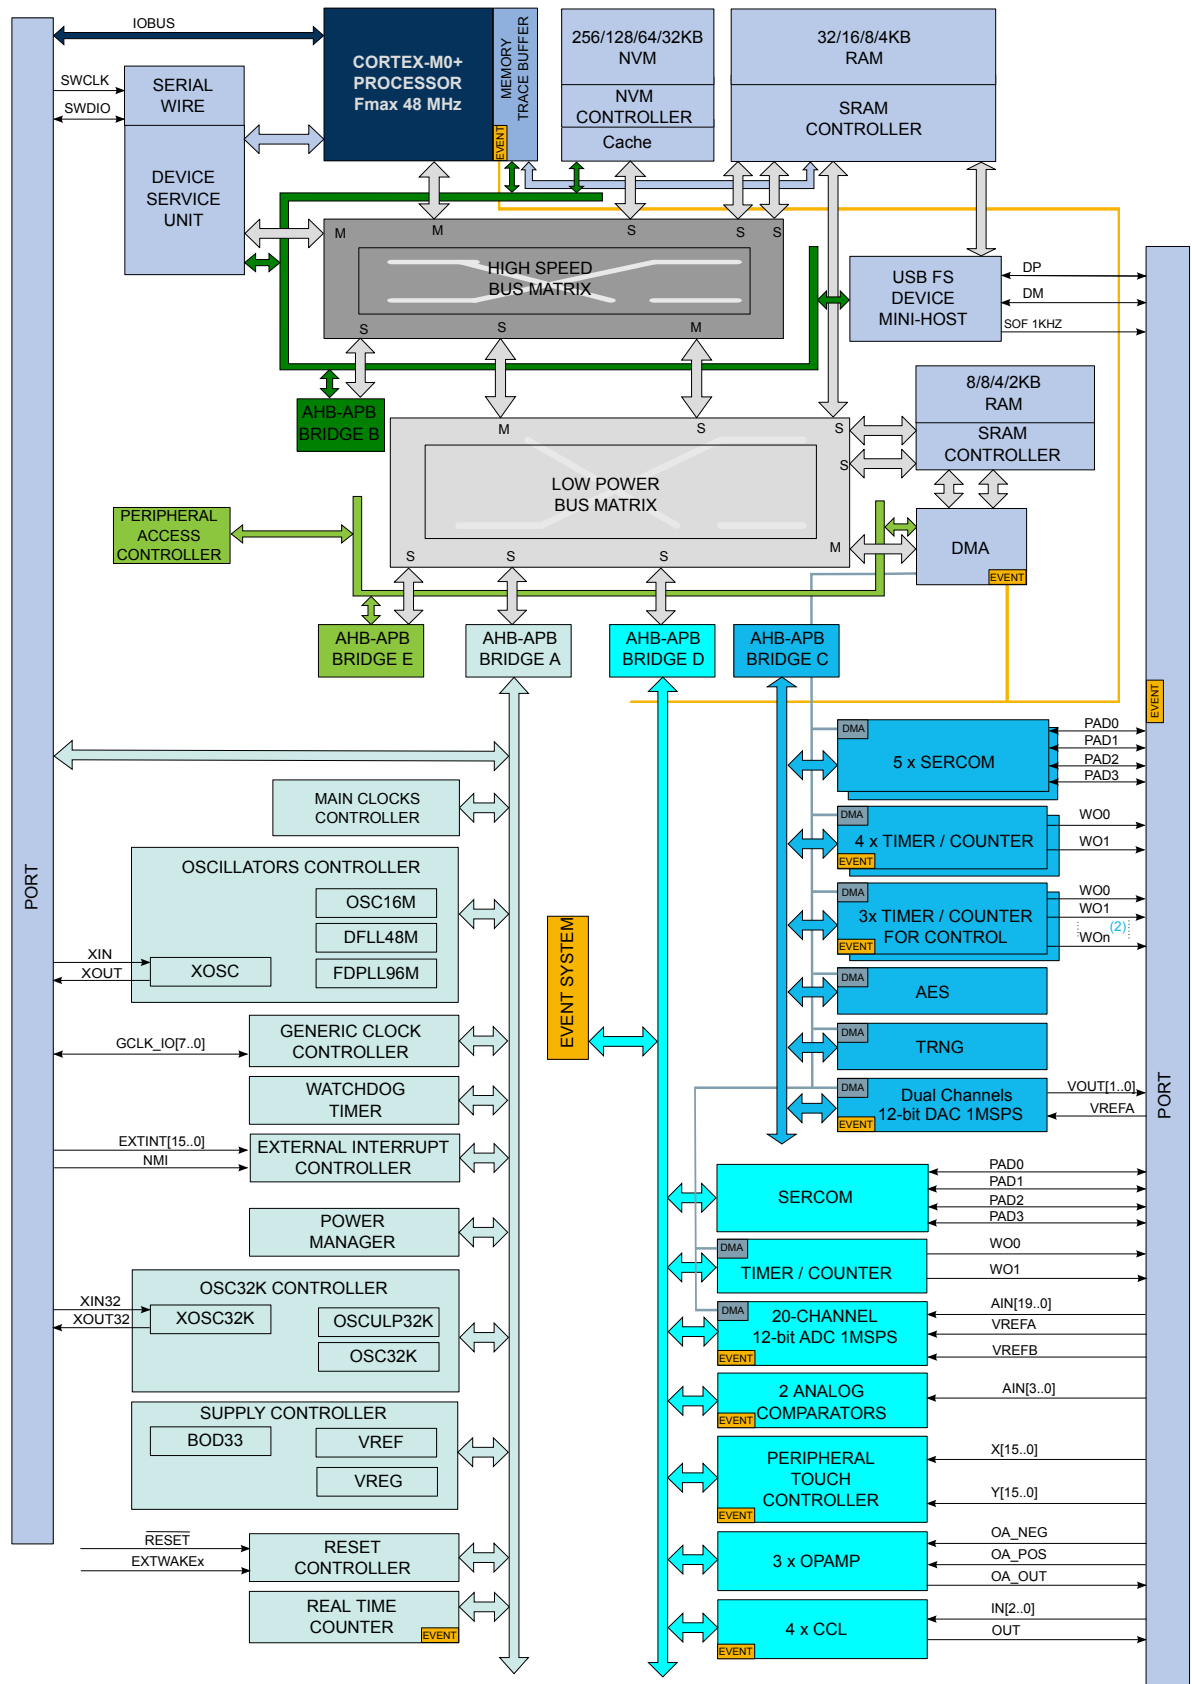 IOBUS
CORTEX-M0+
PROCESSOR
Fmax 48 MHz
MEMORY
TRACE BUFFER
EVENT
256/128/64/32KB
NVM
NVM
CONTROLLER
Cache
32/16/8/4KB
RAM
SRAM
CONTROLLER
SWCLK
SWDIO
SERIAL
WIRE
DEVICE
SERVICE
UNIT
M
M
S
S
S
HIGH SPEED
BUS MATRIX
S
S
M
USB FS
DEVICE
MINI-HOST
DP
DM
SOF 1KHZ
AHB-APB
BRIDGE B
8/8/4/2KB
RAM
SRAM
CONTROLLER
M
S
S
S
LOW POWER
BUS MATRIX
M
S
S
S
PERIPHERAL
ACCESS
CONTROLLER
DMA
EVENT
AHB-APB
BRIDGE E
AHB-APB
BRIDGE A
AHB-APB
BRIDGE D
AHB-APB
BRIDGE C
EVENT
PORT
PORT
DMA
5 x SERCOM
PAD0
PAD1
PAD2
PAD3
MAIN CLOCKS
CONTROLLER
DMA
4 x TIMER / COUNTER
EVENT
WO0
WO1
OSCILLATORS CONTROLLER
OSC16M
DFLL48M
FDPLL96M
XOSC
XIN
XOUT
DMA
3x TIMER / COUNTER
FOR CONTROL
EVENT
WO0
WO1
(2)
WOn
EVENT SYSTEM
DMA
AES
DMA
TRNG
GCLK_IO[7..0]
GENERIC CLOCK
CONTROLLER
WATCHDOG
TIMER
DMA
Dual Channels
12-bit DAC 1MSPS
EVENT
VOUT[1..0]
VREFA
EXTINT[15..0]
NMI
EXTERNAL INTERRUPT
CONTROLLER
SERCOM
PAD0
PAD1
PAD2
PAD3
POWER
MANAGER
DMA
TIMER / COUNTER
WO0
WO1
OSC32K CONTROLLER
XIN32
XOUT32
XOSC32K
OSCULP32K
OSC32K
DMA
20-CHANNEL
12-bit ADC 1MSPS
EVENT
AIN[19..0]
VREFA
VREFB
2 ANALOG
COMPARATORS
EVENT
AIN[3..0]
SUPPLY CONTROLLER
BOD33
VREF
VREG
PERIPHERAL
TOUCH
CONTROLLER
EVENT
X[15..0]
Y[15..0]
RESET
EXTWAKEx
RESET
CONTROLLER
3 x OPAMP
OA_NEG
OA_POS
OA_OUT
REAL TIME
COUNTER
EVENT
4 x CCL
EVENT
IN[2..0]
OUT